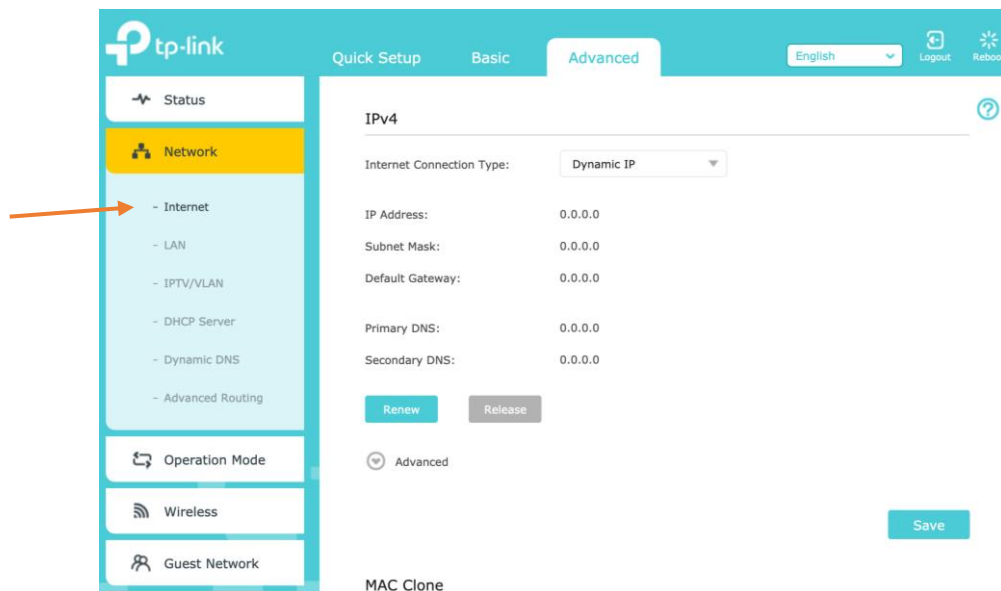 tp-link
Quick Setup Basic Advanced
English
Logout
Reboo
Status
Network
- Internet
- LAN
- IPTV/VLAN
- DHCP Server
- Dynamic DNS
- Advanced Routing
Operation Mode
Wireless
Guest Network
IPv4
Internet Connection Type: Dynamic IP
IP Address: 0.0.0.0
Subnet Mask: 0.0.0.0
Default Gateway: 0.0.0.0
Primary DNS: 0.0.0.0
Secondary DNS: 0.0.0.0
Renew Release
Advanced
Save
MAC Clone